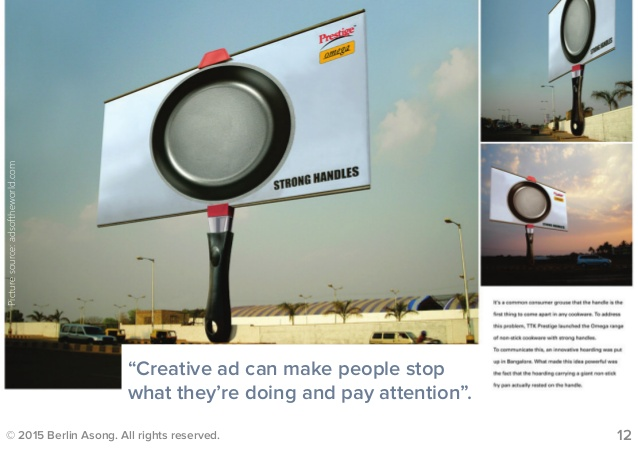 Prestige
omega
STRONG HANDLES
STRONG HANDLES
STRONG HANDLES
Picture source: adsoftheworld.com
It's a common consumer grouse that the handle is the
first thing to come apart in any cookware. To address
this problem, TTK Prestige launched the Omega range
of non-stick cookware with strong handles.
To communicate this, an innovative hoarding was put
up in Bangalore. What made this idea powerful was
the fact that the hoarding carrying a giant non-stick
fry pan actually rested on the handle.
“Creative ad can make people stop
what they’re doing and pay attention”.
© 2015 Berlin Asong. All rights reserved.
12